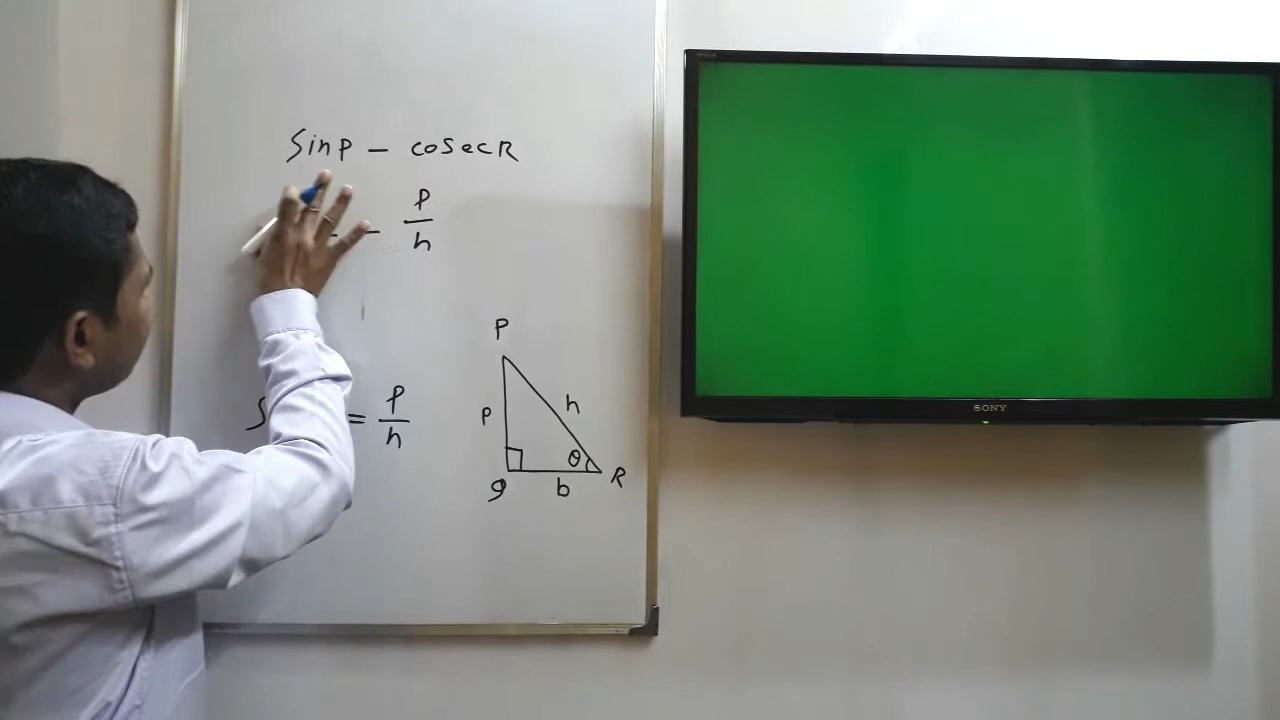 SinP – cosecR
– p/h
S = p/h
P
p h
θ
Q b R
SONY